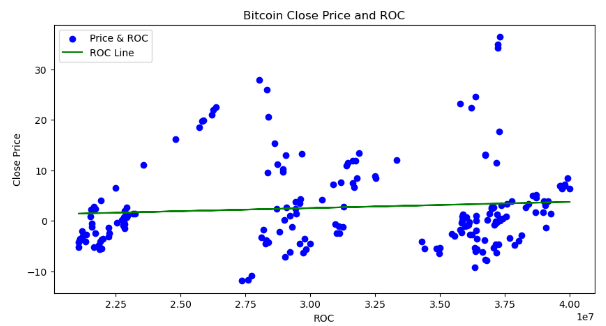 Bitcoin Close Price and ROC
Price & ROC
ROC Line
Close Price
30
20
10
0
−10
2.25
2.50
2.75
3.00
3.25
3.50
3.75
4.00
1e7
ROC